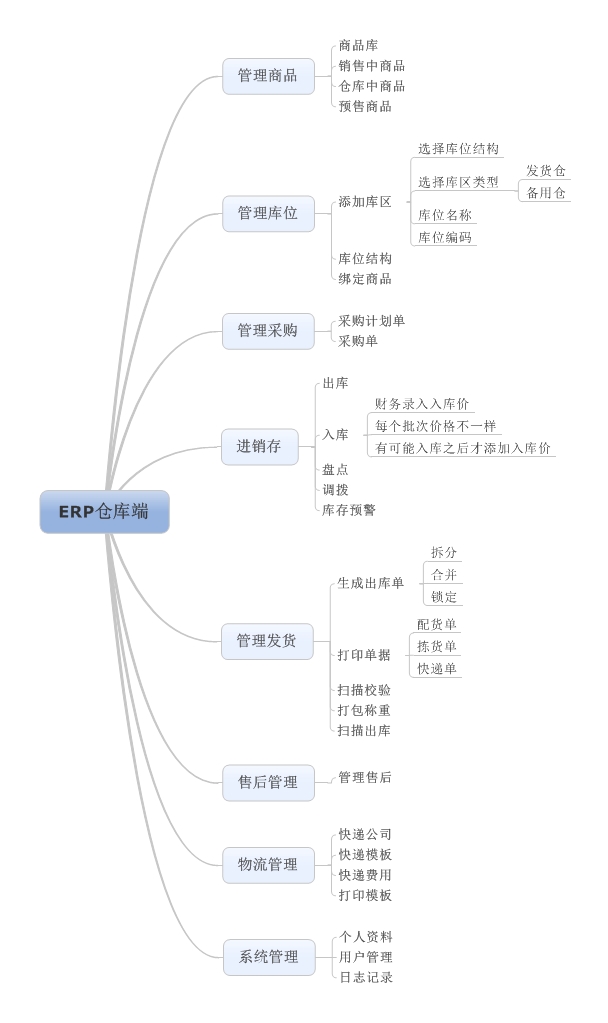 ERP仓库端
管理商品
商品库
销售中商品
仓库中商品
预售商品
管理库位
添加库区
选择库位结构
选择库区类型
发货仓
备用仓
库位名称
库位编码
库位结构
绑定商品
管理采购
采购计划单
采购单
进销存
出库
入库
财务录入入库价
每个批次价格不一样
有可能入库之后才添加入库价
盘点
调拨
库存预警
管理发货
生成出库单
拆分
合并
锁定
打印单据
配货单
拣货单
快递单
扫描校验
打包称重
扫描出库
售后管理
管理售后
物流管理
快递公司
快递模板
快递费用
打印模板
系统管理
个人资料
用户管理
日志记录